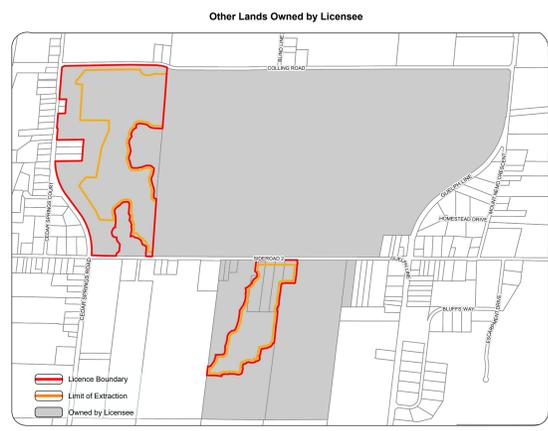 Other Lands Owned by Licensee
BLIND LINE
COLLING ROAD
CEDAR SPRINGS COURT
GUELPH LINE
MOUNT NEMO CRESCENT
HOMESTEAD DRIVE
SIDEROAD 2
GUELPH LINE
CEDAR SPRINGS ROAD
BLUFFS WAY
ESCARPMENT DRIVE
Licence Boundary
Limit of Extraction
Owned by Licensee